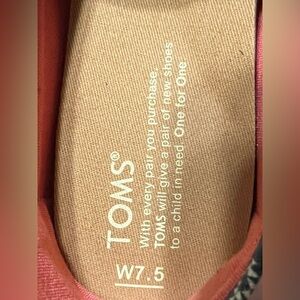 TOMS®
With every pair you purchase,
TOMS will give a pair of new shoes
to a child in need. One for One.
W7.5